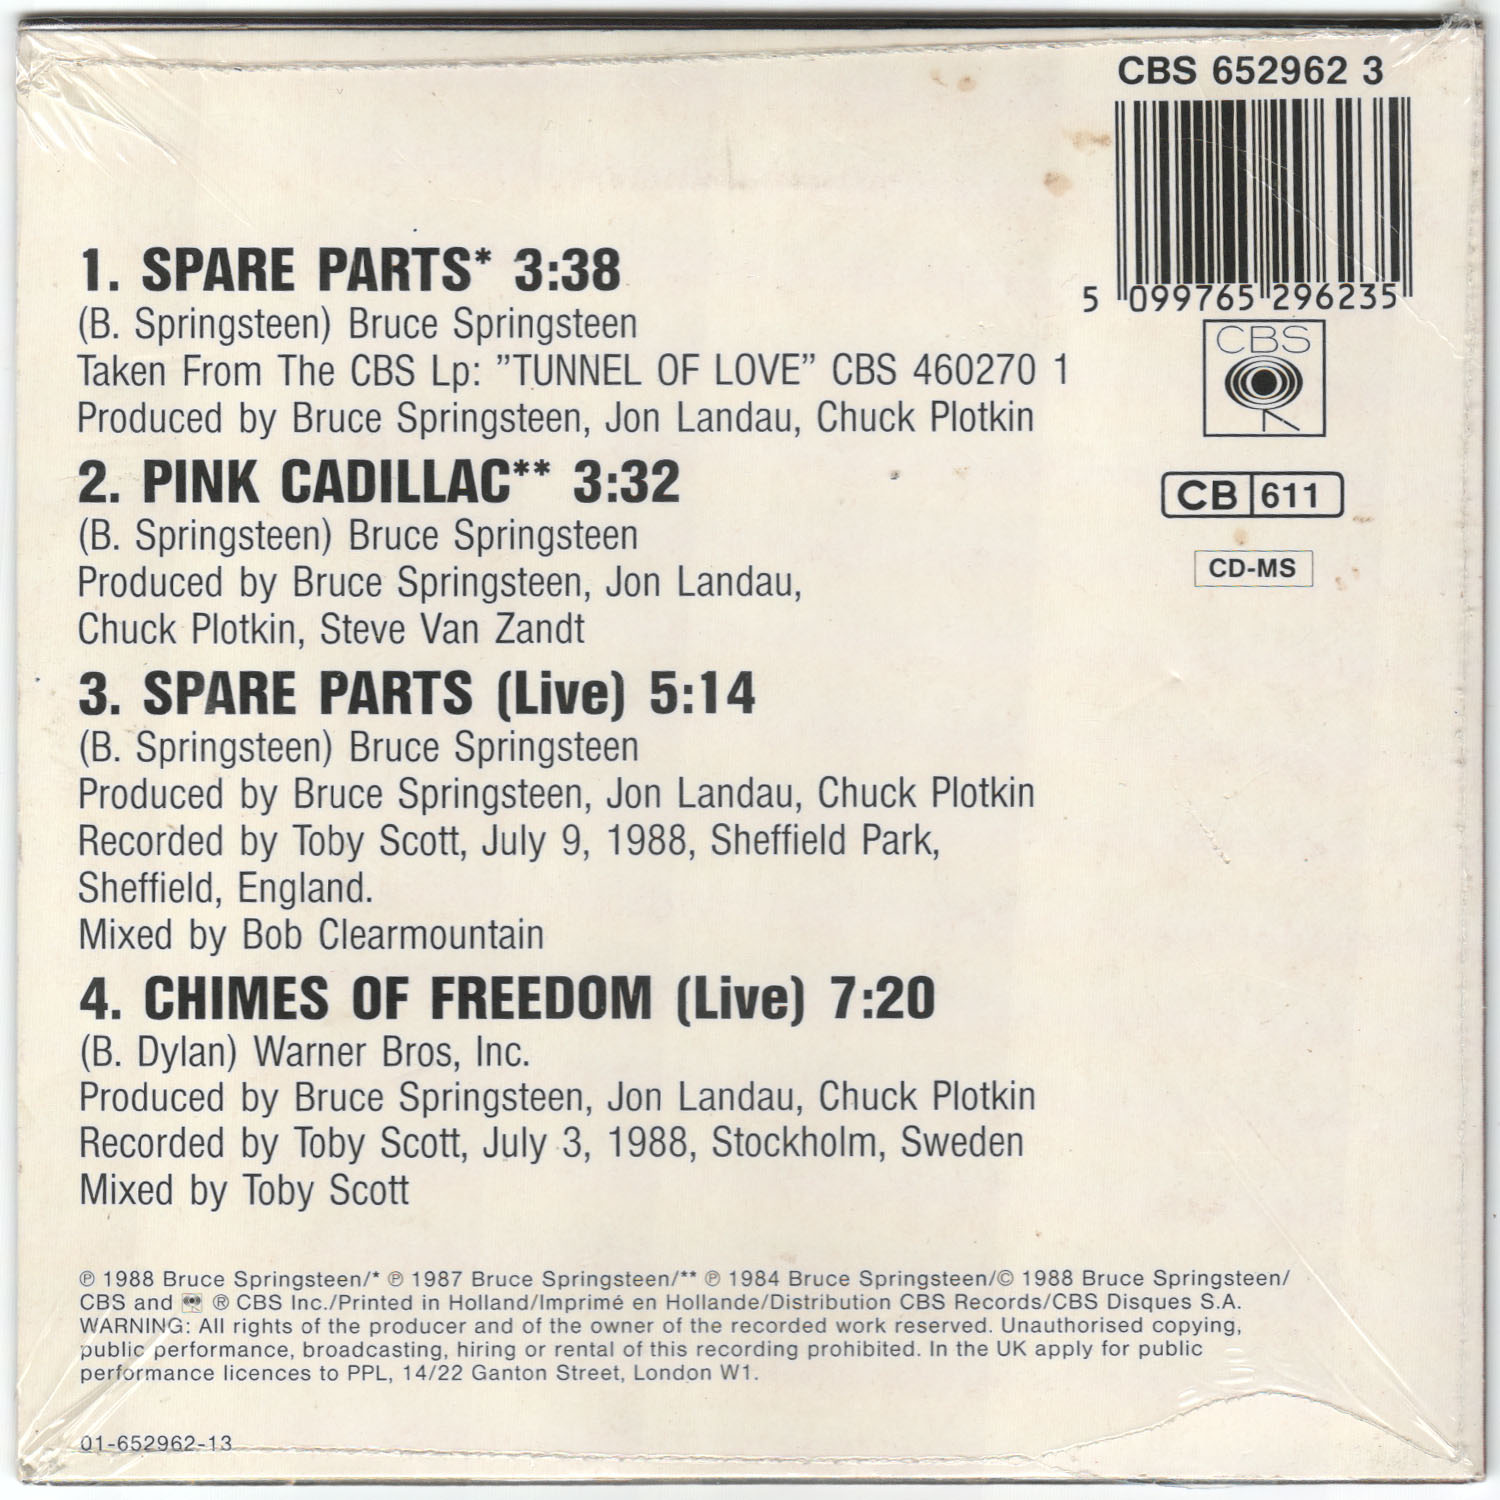 CBS 652962 3
5 099765 296235
CBS
CB 611
CD-MS
1. SPARE PARTS* 3:38
(B. Springsteen) Bruce Springsteen
Taken From The CBS Lp: ”TUNNEL OF LOVE” CBS 460270 1
Produced by Bruce Springsteen, Jon Landau, Chuck Plotkin
2. PINK CADILLAC** 3:32
(B. Springsteen) Bruce Springsteen
Produced by Bruce Springsteen, Jon Landau,
Chuck Plotkin, Steve Van Zandt
3. SPARE PARTS (Live) 5:14
(B. Springsteen) Bruce Springsteen
Produced by Bruce Springsteen, Jon Landau, Chuck Plotkin
Recorded by Toby Scott, July 9, 1988, Sheffield Park,
Sheffield, England.
Mixed by Bob Clearmountain
4. CHIMES OF FREEDOM (Live) 7:20
(B. Dylan) Warner Bros, Inc.
Produced by Bruce Springsteen, Jon Landau, Chuck Plotkin
Recorded by Toby Scott, July 3, 1988, Stockholm, Sweden
Mixed by Toby Scott
℗ 1988 Bruce Springsteen/* ℗ 1987 Bruce Springsteen/** ℗ 1984 Bruce Springsteen/© 1988 Bruce Springsteen/
CBS and ® CBS Inc./Printed in Holland/Imprimé en Hollande/Distribution CBS Records/CBS Disques S.A.
WARNING: All rights of the producer and of the owner of the recorded work reserved. Unauthorised copying,
public performance, broadcasting, hiring or rental of this recording prohibited. In the UK apply for public
performance licences to PPL, 14/22 Ganton Street, London W1.
01-652962-13